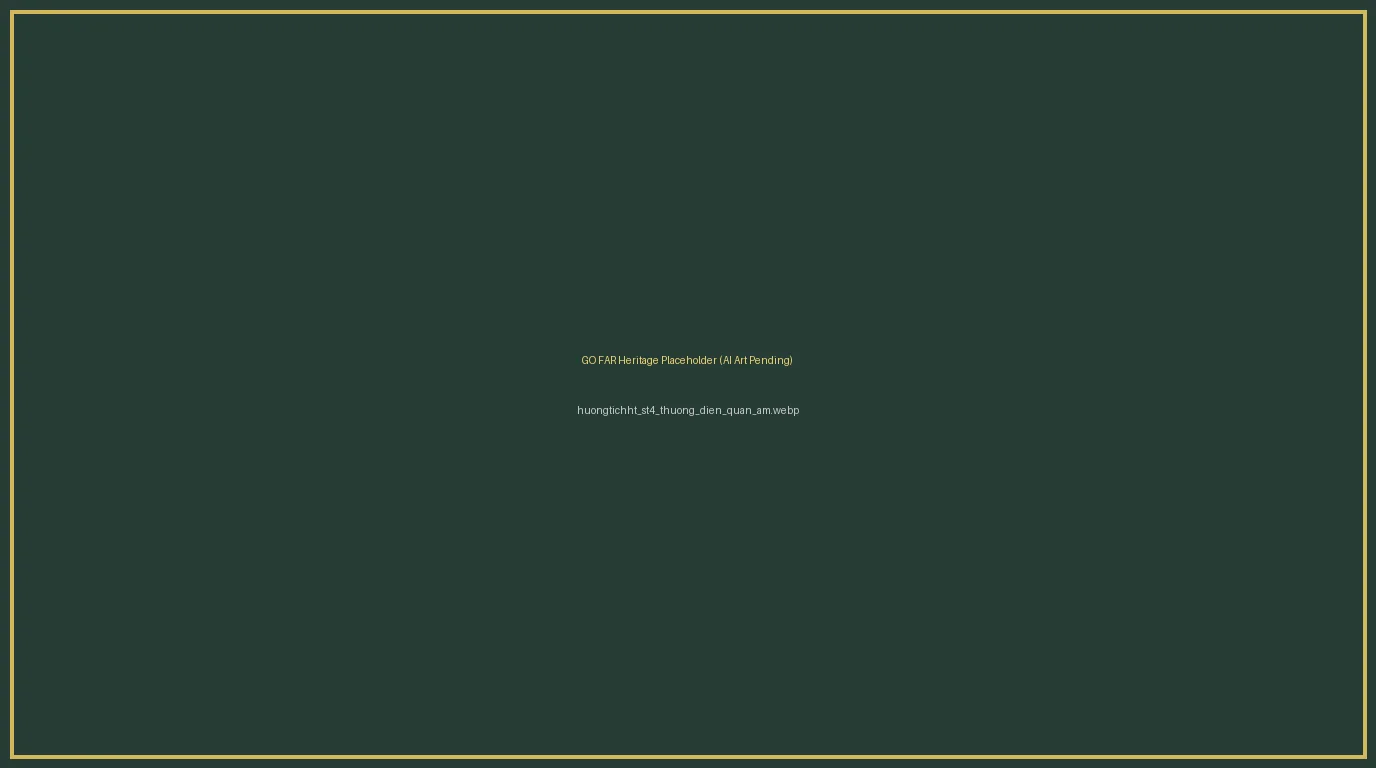 GO FAR Heritage Placeholder (AI Art Pending)
huongtichht_st4_thuong_dien_quan_am.webp